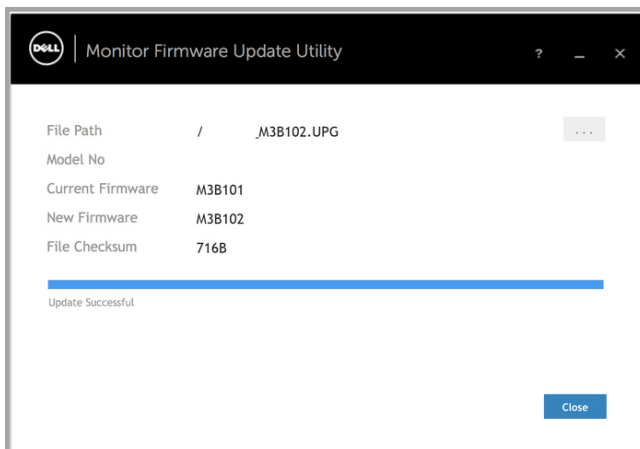 DELL Monitor Firmware Update Utility ? _ ×
File Path / _M3B102.UPG ...
Model No
Current Firmware M3B101
New Firmware M3B102
File Checksum 716B
Update Successful
Close